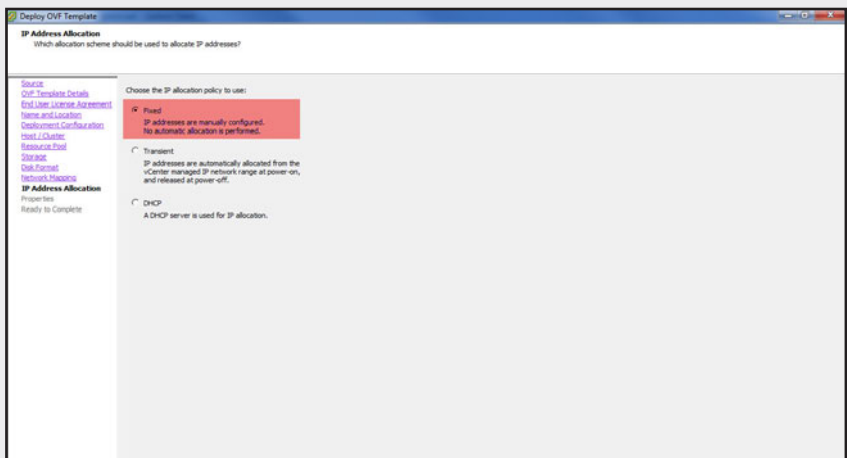 Deploy OVF Template
IP Address Allocation
Which allocation scheme should be used to allocate IP addresses?
Source
OVF Template Details
End User License Agreement
Name and Location
Deployment Configuration
Host / Cluster
Resource Pool
Storage
Disk Format
Network Mapping
IP Address Allocation
Properties
Ready to Complete
Choose the IP allocation policy to use:
Fixed
IP addresses are manually configured.
No automatic allocation is performed.
Transient
IP addresses are automatically allocated from the
vCenter managed IP network range at power-on,
and released at power-off.
DHCP
A DHCP server is used for IP allocation.